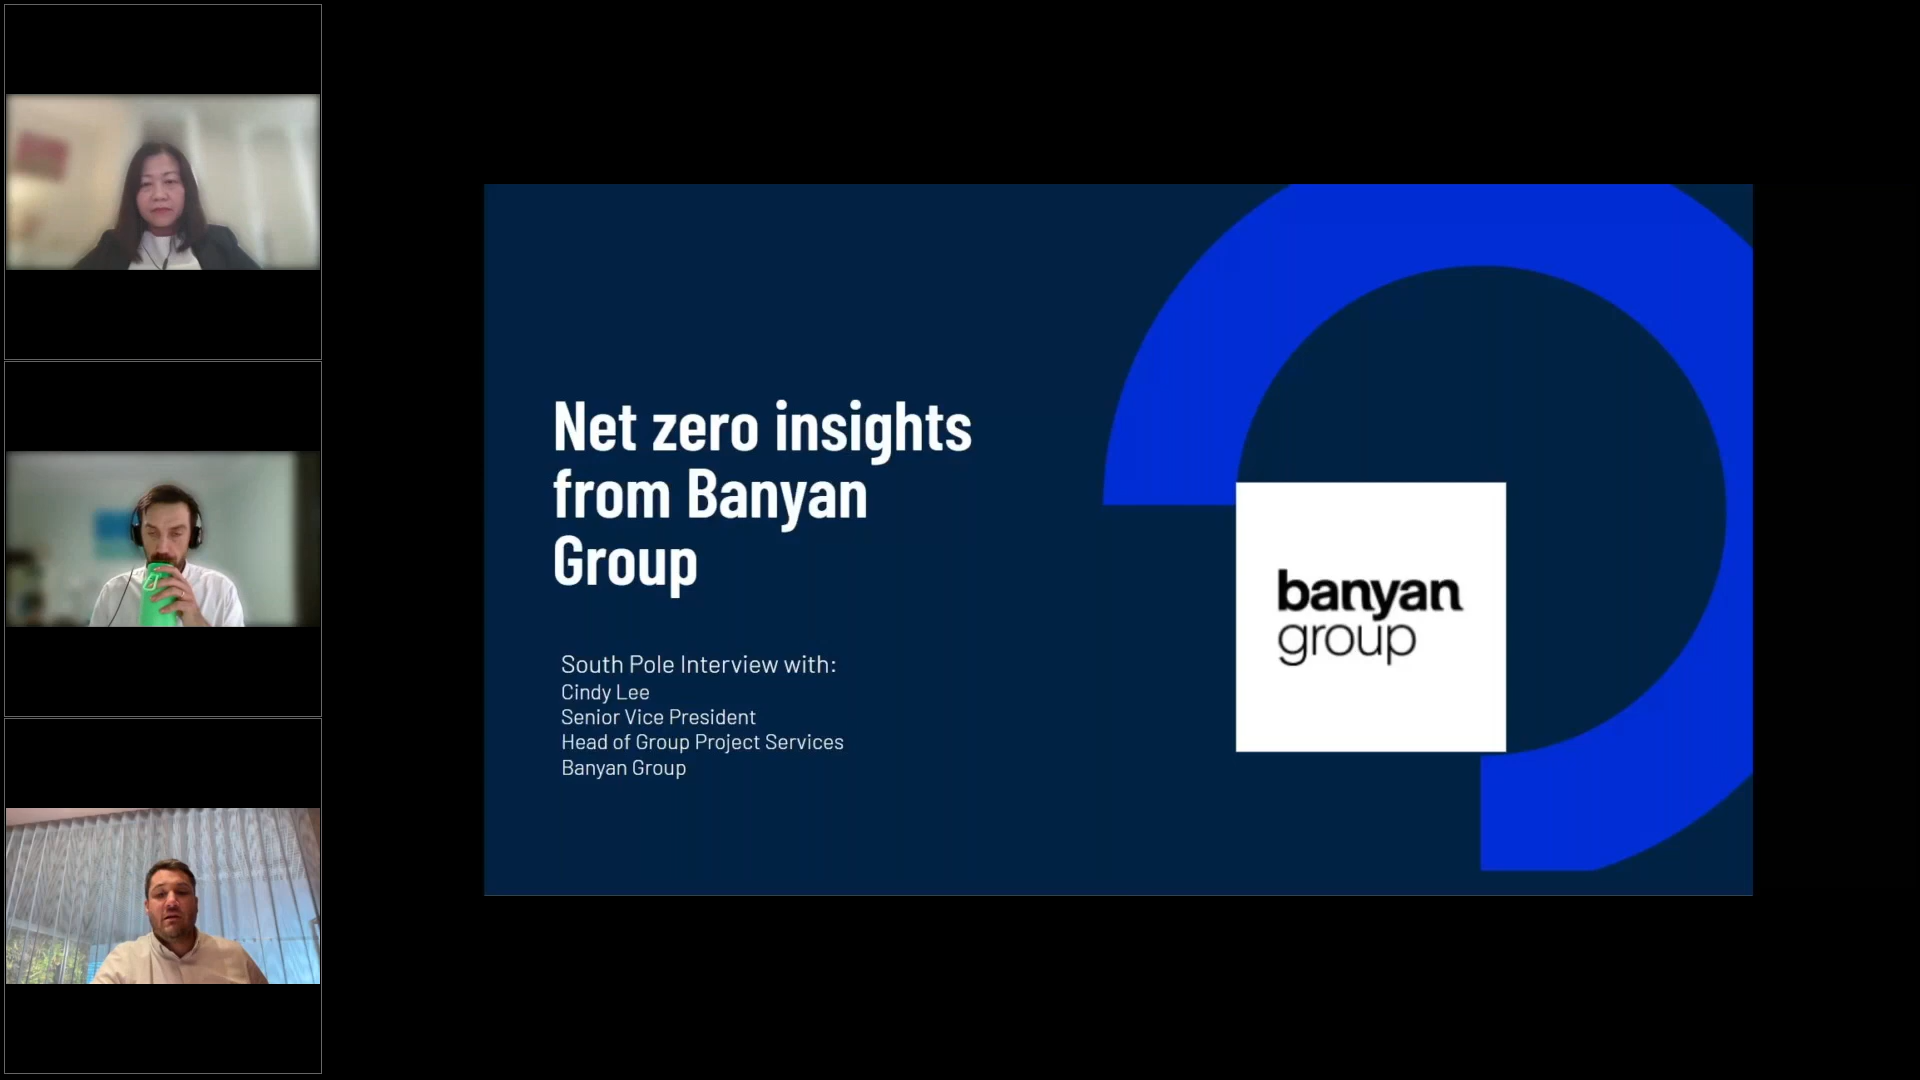 Net zero insights
from Banyan
Group
South Pole Interview with:
Cindy Lee
Senior Vice President
Head of Group Project Services
Banyan Group
banyan
group